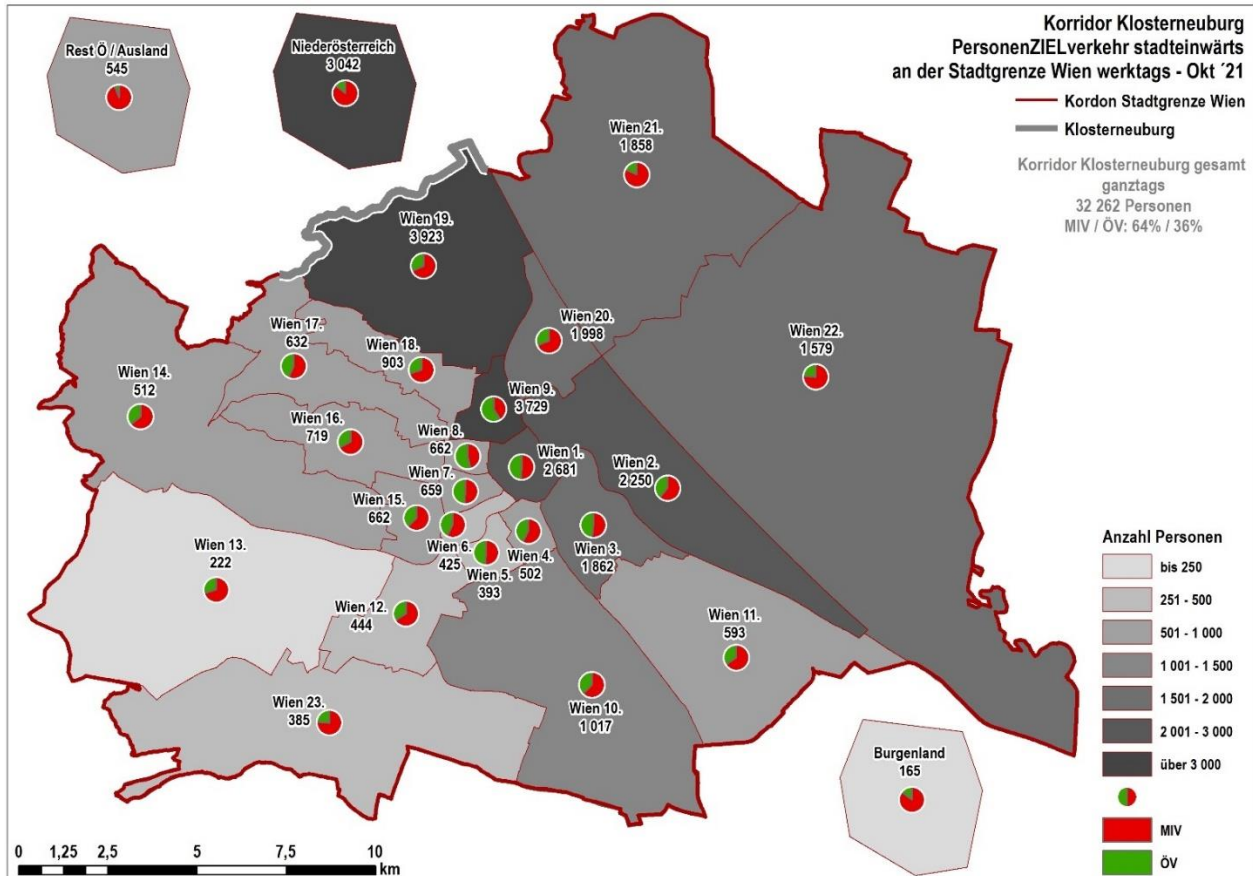 Korridor Klosterneuburg
PersonenZIELverkehr stadteinwärts
an der Stadtgrenze Wien werktags - Okt ´21
Kordon Stadtgrenze Wien
Klosterneuburg
Korridor Klosterneuburg gesamt
ganztags
32 262 Personen
MIV / ÖV: 64% / 36%
Rest Ö / Ausland
545
Niederösterreich
3 042
Wien 21.
1 858
Wien 19.
3 923
Wien 20.
1 998
Wien 22.
1 579
Wien 17.
632
Wien 18.
903
Wien 14.
512
Wien 9.
3 729
Wien 16.
719
Wien 8.
662
Wien 1.
2 681
Wien 2.
2 250
Wien 7.
659
Wien 15.
662
Wien 6.
425
Wien 5.
393
Wien 4.
502
Wien 3.
1 862
Wien 13.
222
Wien 12.
444
Wien 11.
593
Wien 23.
385
Wien 10.
1 017
Burgenland
165
Anzahl Personen
bis 250
251 - 500
501 - 1 000
1 001 - 1 500
1 501 - 2 000
2 001 - 3 000
über 3 000
MIV
ÖV
0 1,25 2,5 5 7,5 10
km